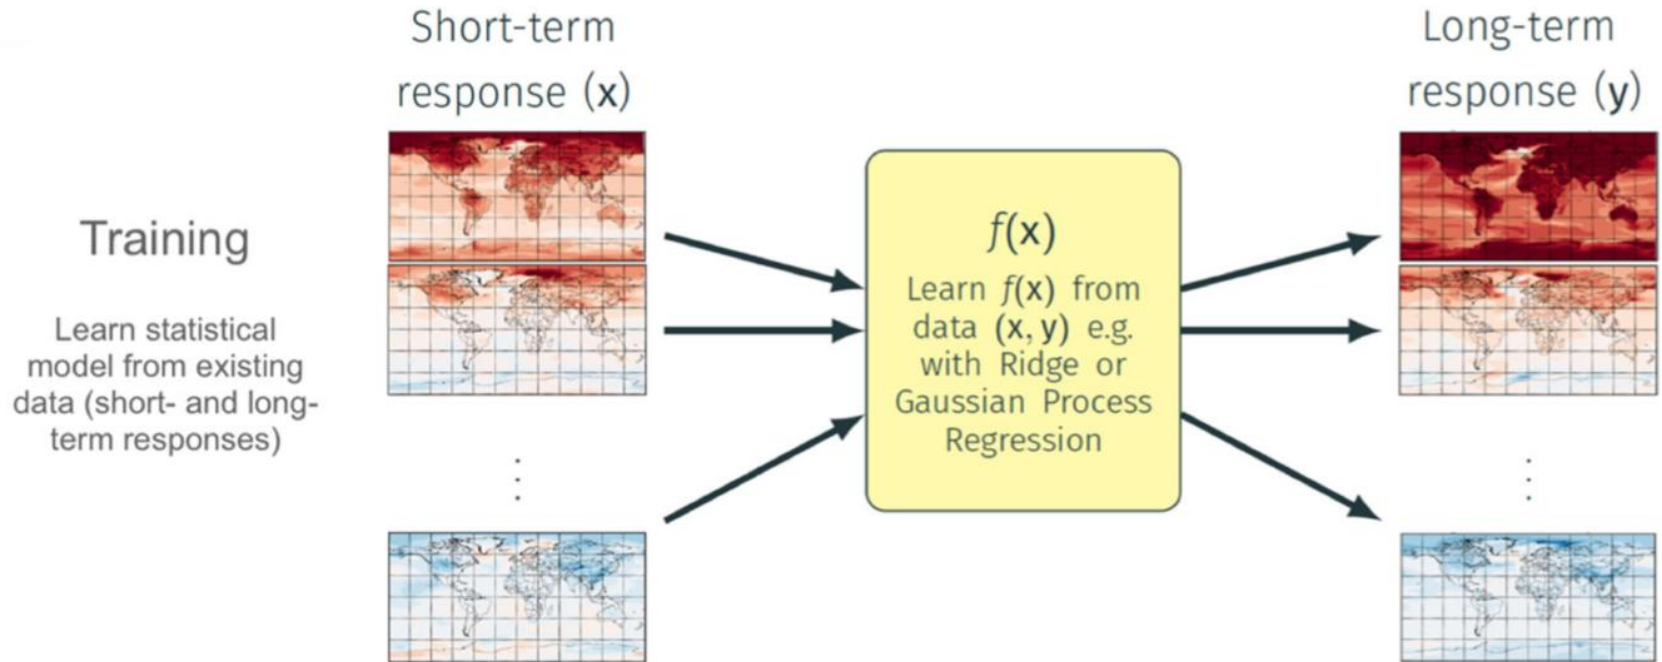 Short-term
response (x)
Long-term
response (y)
Training
Learn statistical
model from existing
data (short- and long-
term responses)
f(x)
Learn f(x) from
data (x, y) e.g.
with Ridge or
Gaussian Process
Regression